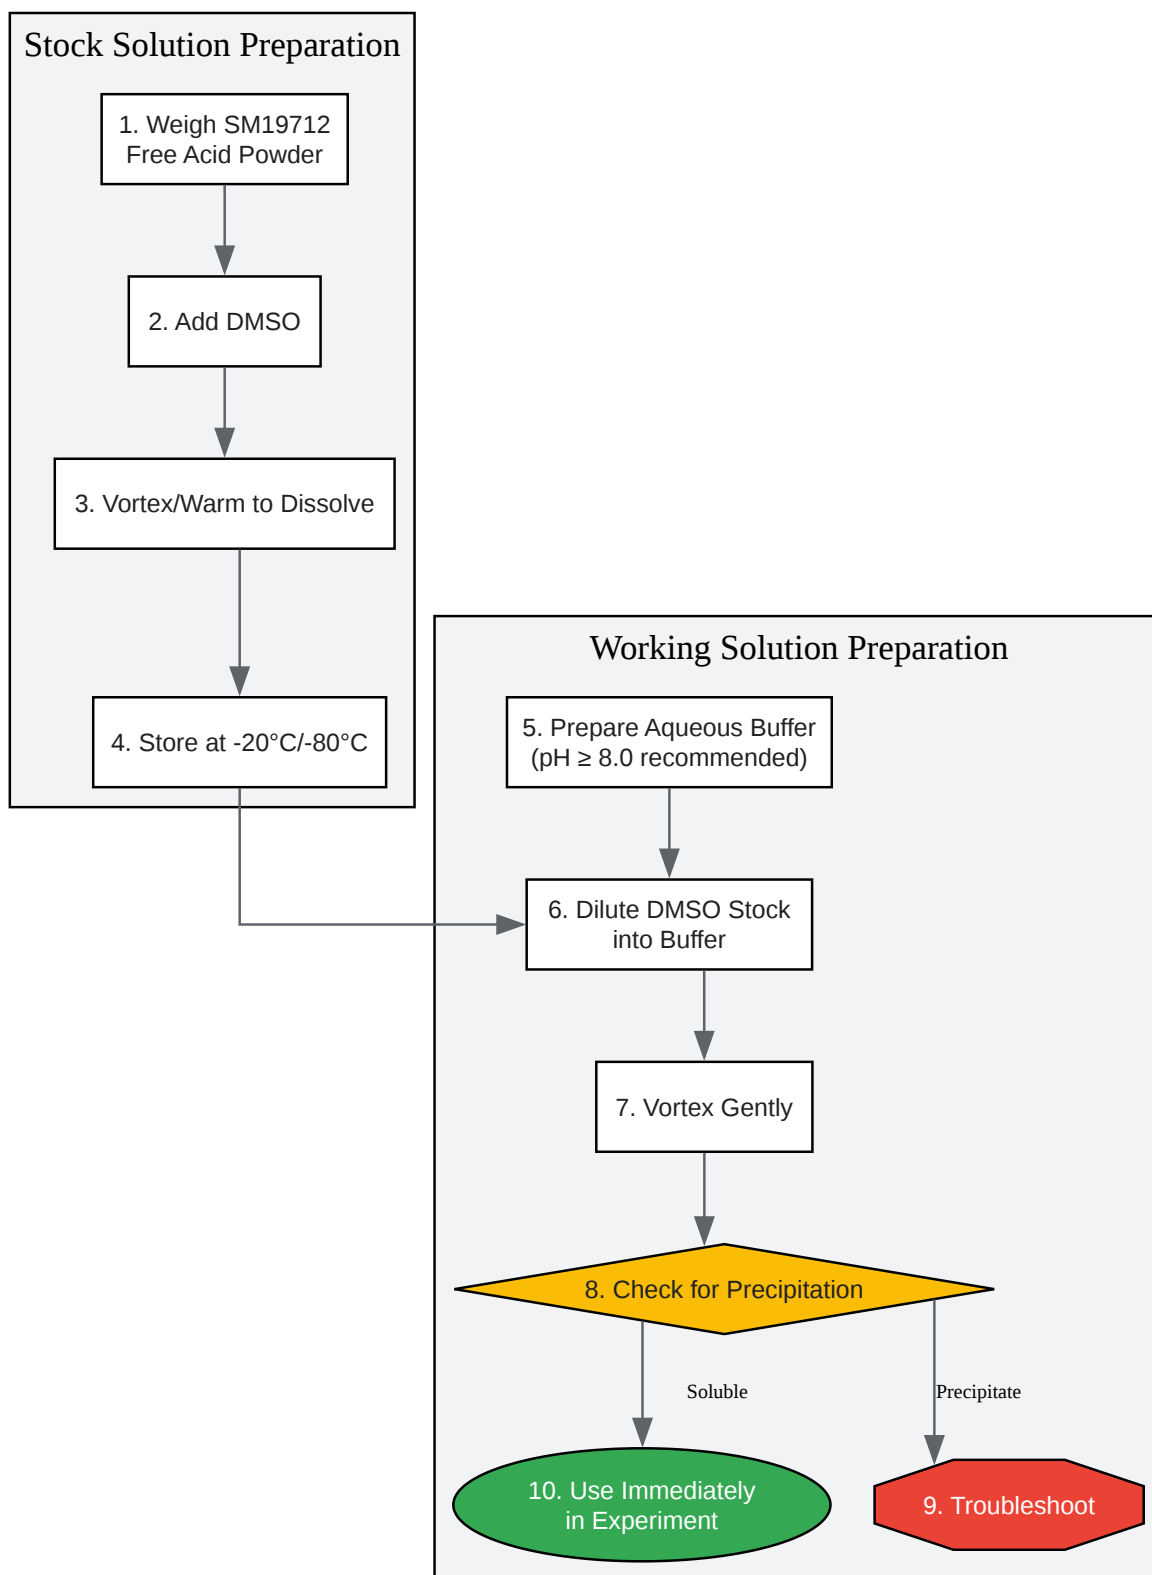 Stock Solution Preparation
1. Weigh SM19712
Free Acid Powder
2. Add DMSO
3. Vortex/Warm to Dissolve
4. Store at -20°C/-80°C
Working Solution Preparation
5. Prepare Aqueous Buffer
(pH ≥ 8.0 recommended)
6. Dilute DMSO Stock
into Buffer
7. Vortex Gently
8. Check for Precipitation
Soluble
Precipitate
10. Use Immediately
in Experiment
9. Troubleshoot